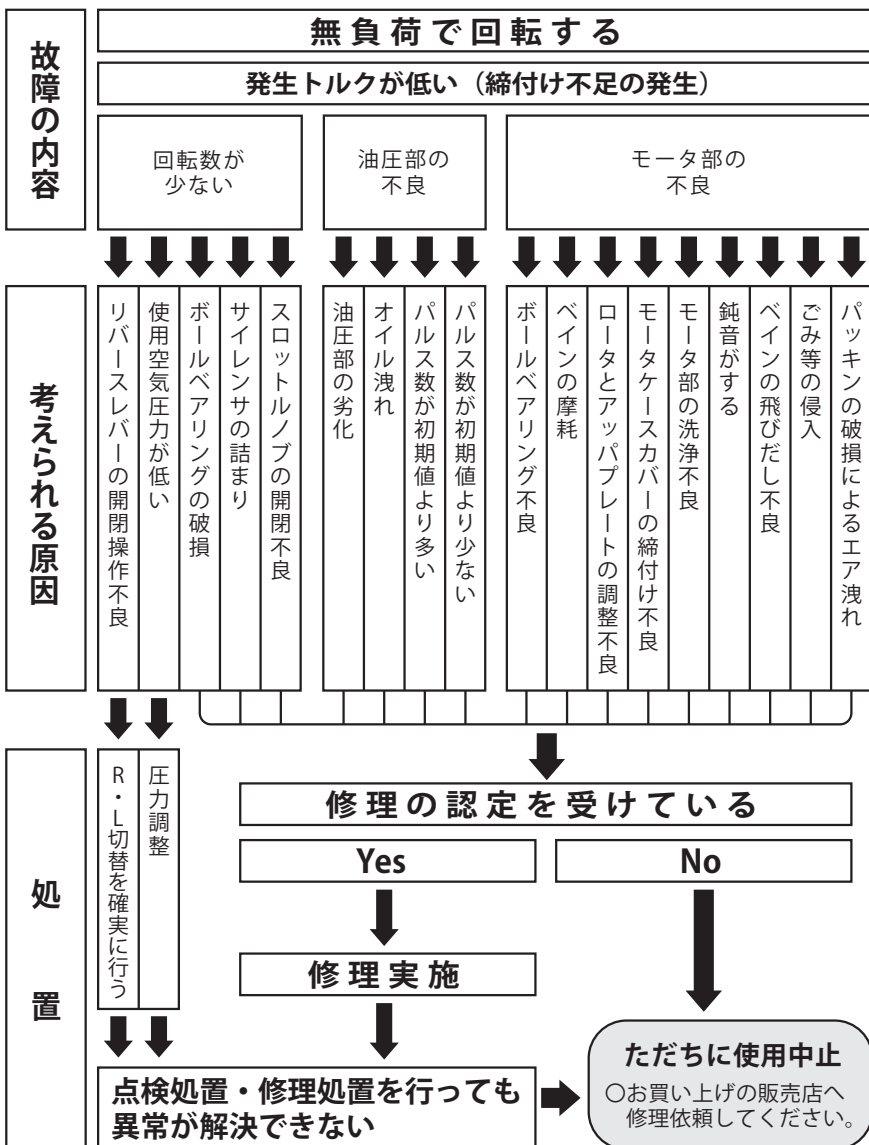 故障の内容
無負荷で回転する
発生トルクが低い（締付け不足の発生）
回転数が
少ない
油圧部の
不良
モータ部の
不良
考えられる原因
リバースレバーの開閉操作不良
使用空気圧力が低い
ボールベアリングの破損
サイレンサの詰まり
スロットルノブの開閉不良
油圧部の劣化
オイル洩れ
パルス数が初期値より多い
パルス数が初期値より少ない
ボールベアリング不良
ベインの摩耗
ロータとアッパプレートの調整不良
モータケースカバーの締付け不良
モータ部の洗浄不良
鈍音がする
ベインの飛びだし不良
ごみ等の侵入
パッキンの破損によるエア洩れ
処置
R・L切替を確実に行う
圧力調整
修理の認定を受けている
Yes
No
修理実施
点検処置・修理処置を行っても
異常が解決できない
ただちに使用中止
○お買い上げの販売店へ
修理依頼してください。